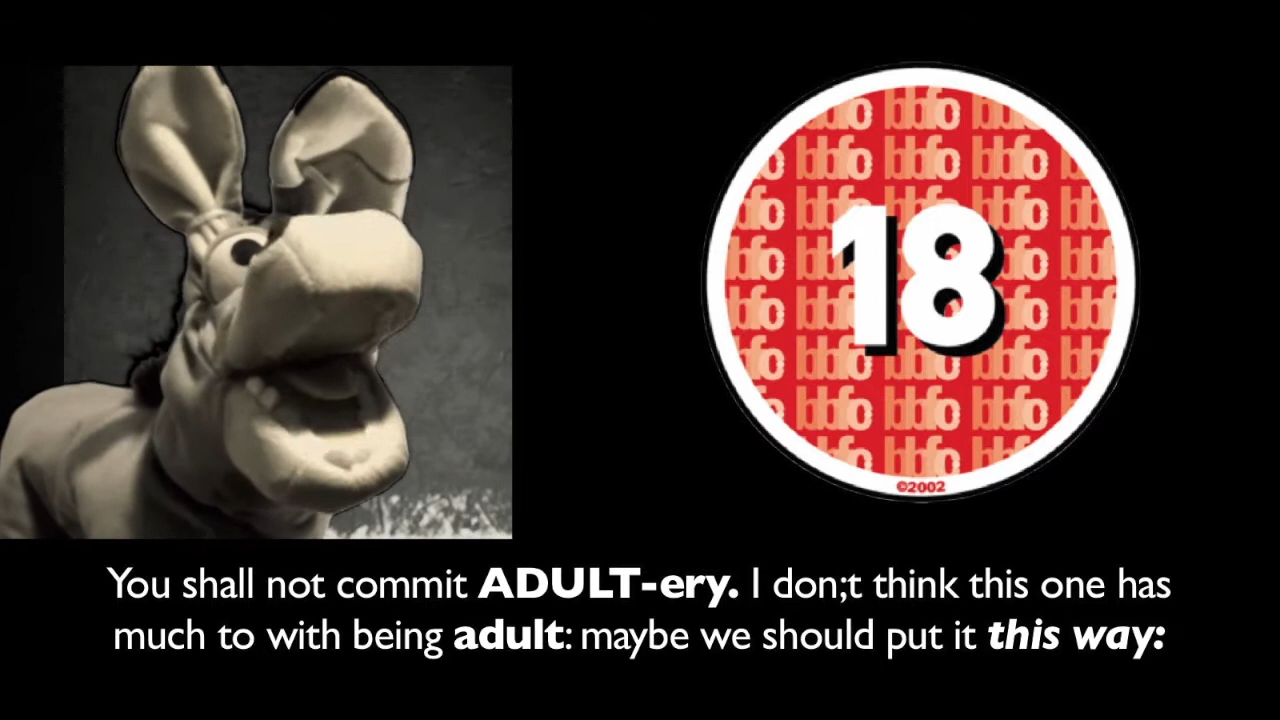 bbfc
18
©2002
You shall not commit ADULT-ery. I don;t think this one has
much to with being adult: maybe we should put it this way: